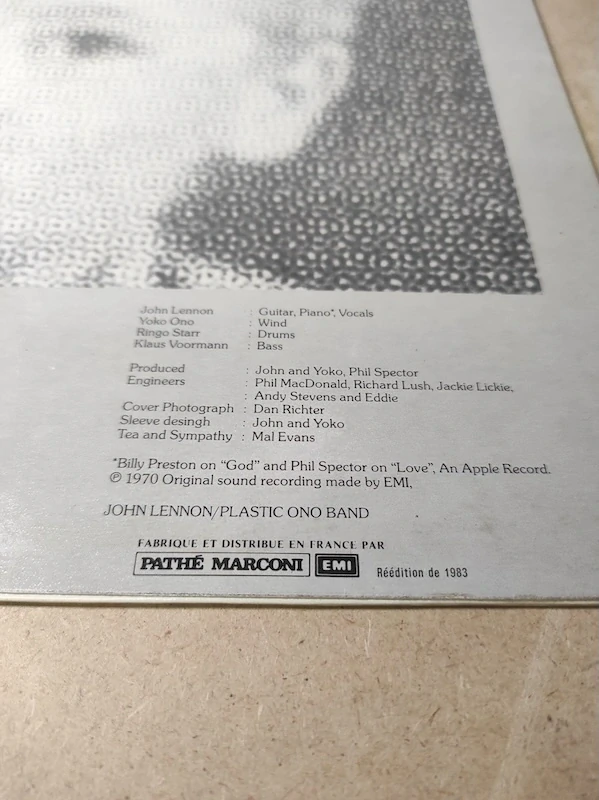 John Lennon : Guitar, Piano*, Vocals
Yoko Ono : Wind
Ringo Starr : Drums
Klaus Voormann : Bass
Produced : John and Yoko, Phil Spector
Engineers : Phil MacDonald, Richard Lush, Jackie Lickie,
: Andy Stevens and Eddie
Cover Photograph : Dan Richter
Sleeve desingh : John and Yoko
Tea and Sympathy : Mal Evans
*Billy Preston on "God" and Phil Spector on "Love", An Apple Record.
℗ 1970 Original sound recording made by EMI,
JOHN LENNON/PLASTIC ONO BAND
FABRIQUE ET DISTRIBUE EN FRANCE PAR
PATHÉ MARCONI EMI Réédition de 1983